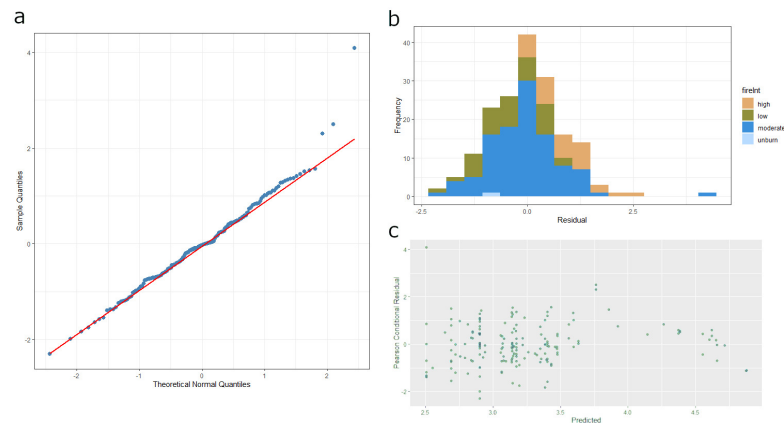 a
4
2
0
-2
Sample Quantiles
-2
-1
0
1
2
Theoretical Normal Quantiles
b
40
30
20
10
0
Frequency
-2.5
0.0
2.5
Residual
fireInt
high
low
moderate
unburn
c
4
2
0
-2
Pearson Conditional Residual
2.5
3.0
3.5
4.0
4.5
Predicted